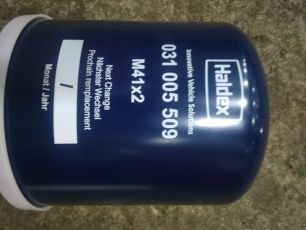 Haldex
Innovative Vehicle Solutions
031 005 509
M41x2
Next Change
Nächster Wechsel
Prochain remplacement
/
Monat / Jahr